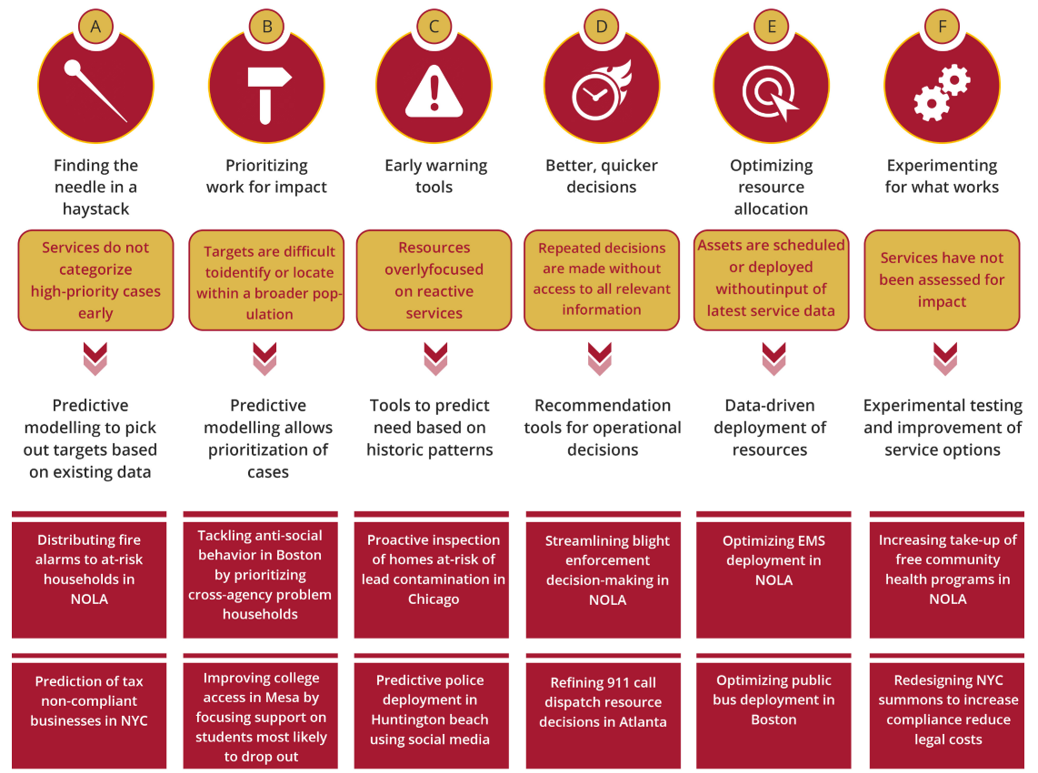 A
Finding the
needle in a
haystack
Services do not
categorize
high-priority cases
early
Predictive
modelling to pick
out targets based
on existing data
Distributing fire
alarms to at-risk
households in
NOLA
Prediction of tax
non-compliant
businesses in NYC
B
Prioritizing
work for impact
Targets are difficult
toidentify or locate
within a broader pop-
ulation
Predictive
modelling allows
prioritization of
cases
Tackling anti-social
behavior in Boston
by prioritizing
cross-agency problem
households
Improving college
access in Mesa by
focusing support on
students most likely
to drop out
C
Early warning
tools
Resources
overlyfocused
on reactive
services
Tools to predict
need based on
historic patterns
Proactive inspection
of homes at-risk of
lead contamination in
Chicago
Predictive police
deployment in
Huntington beach
using social media
D
Better, quicker
decisions
Repeated decisions
are made without
access to all relevant
information
Recommendation
tools for operational
decisions
Streamlining blight
enforcement
decision-making in
NOLA
Refining 911 call
dispatch resource
decisions in Atlanta
E
Optimizing
resource
allocation
Assets are scheduled
or deployed
withoutinput of
latest service data
Data-driven
deployment of
resources
Optimizing EMS
deployment in
NOLA
Optimizing public
bus deployment in
Boston
F
Experimenting
for what works
Services have not
been assessed for
impact
Experimental testing
and improvement of
service options
Increasing take-up of
free community
health programs in
NOLA
Redesigning NYC
summons to increase
compliance reduce
legal costs